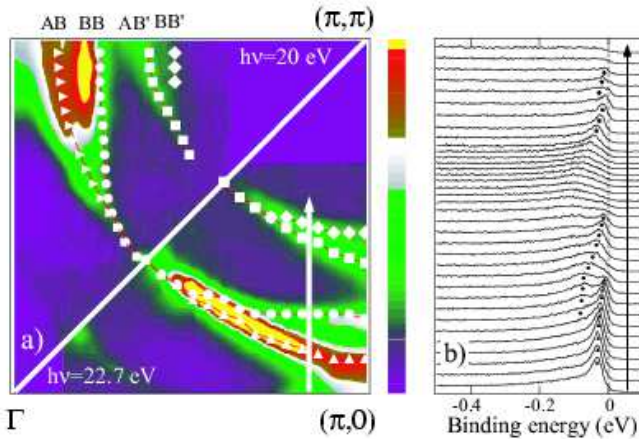 AB BB AB' BB' (π,π)
hν=20 eV
a)
hν=22.7 eV
b)
-0.4 -0.2 0
Γ (π,0) Binding energy (eV)